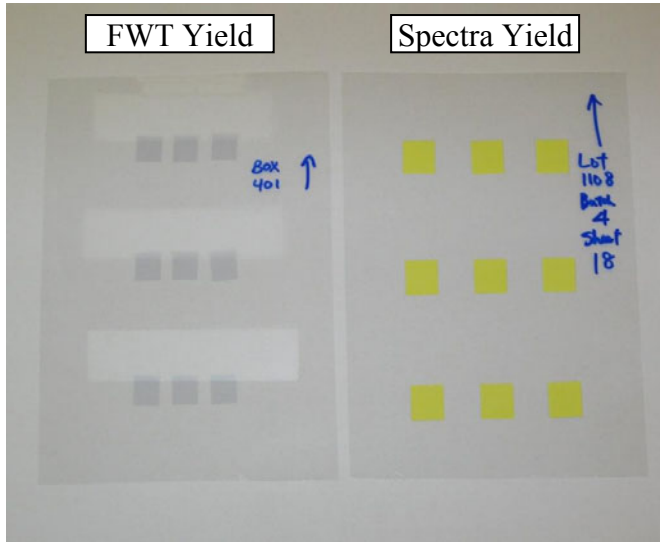 FWT Yield
Spectra Yield
Box
401
Lot
1108
Batch
4
Sheet
18